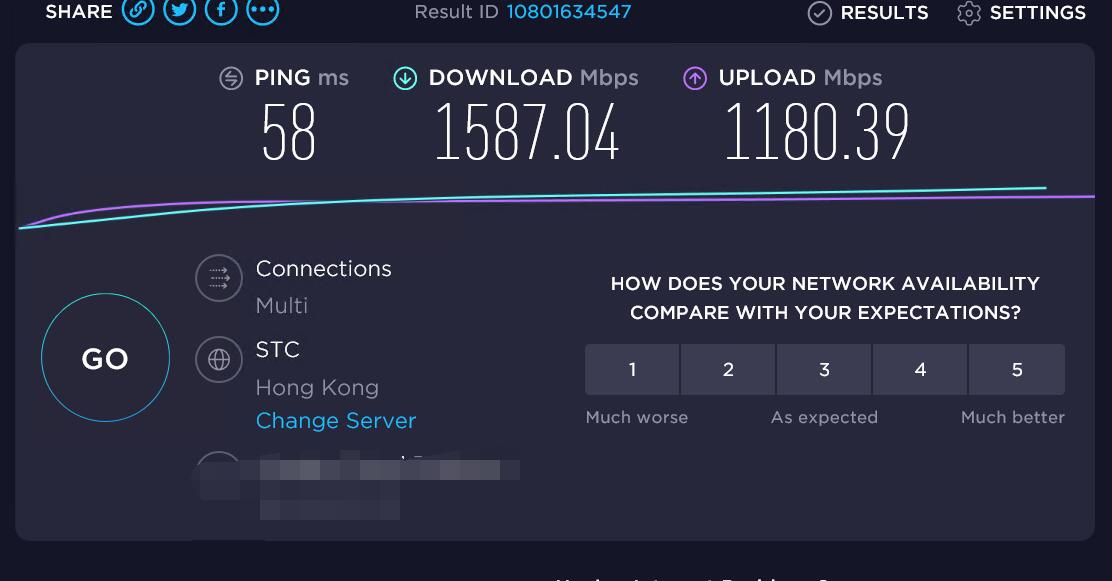 SHARE Result ID 10801634547 RESULTS SETTINGS
PING ms DOWNLOAD Mbps UPLOAD Mbps
58 1587.04 1180.39
Connections
Multi
STC
Hong Kong
Change Server
GO
HOW DOES YOUR NETWORK AVAILABILITY
COMPARE WITH YOUR EXPECTATIONS?
1 2 3 4 5
Much worse As expected Much better